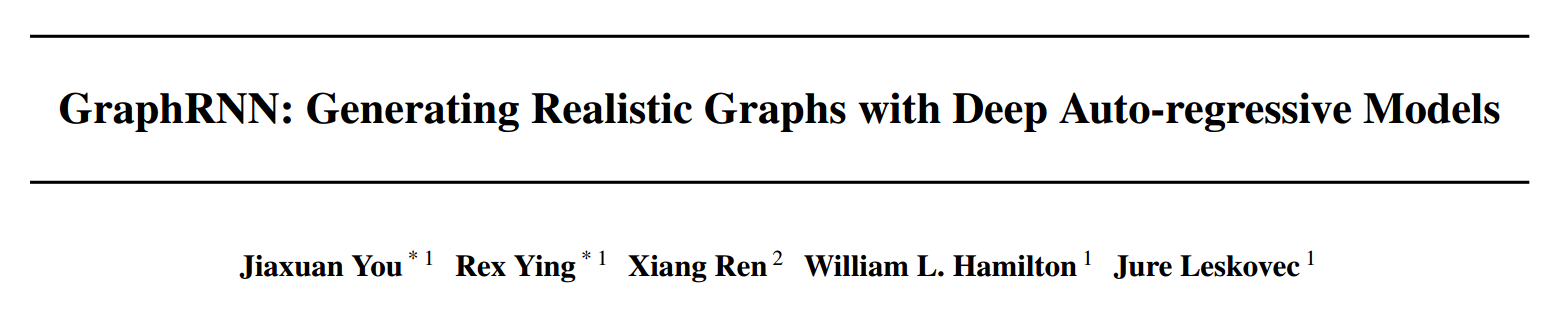 GraphRNN: Generating Realistic Graphs with Deep Auto-regressive Models
Jiaxuan You * 1 Rex Ying * 1 Xiang Ren 2 William L. Hamilton 1 Jure Leskovec 1